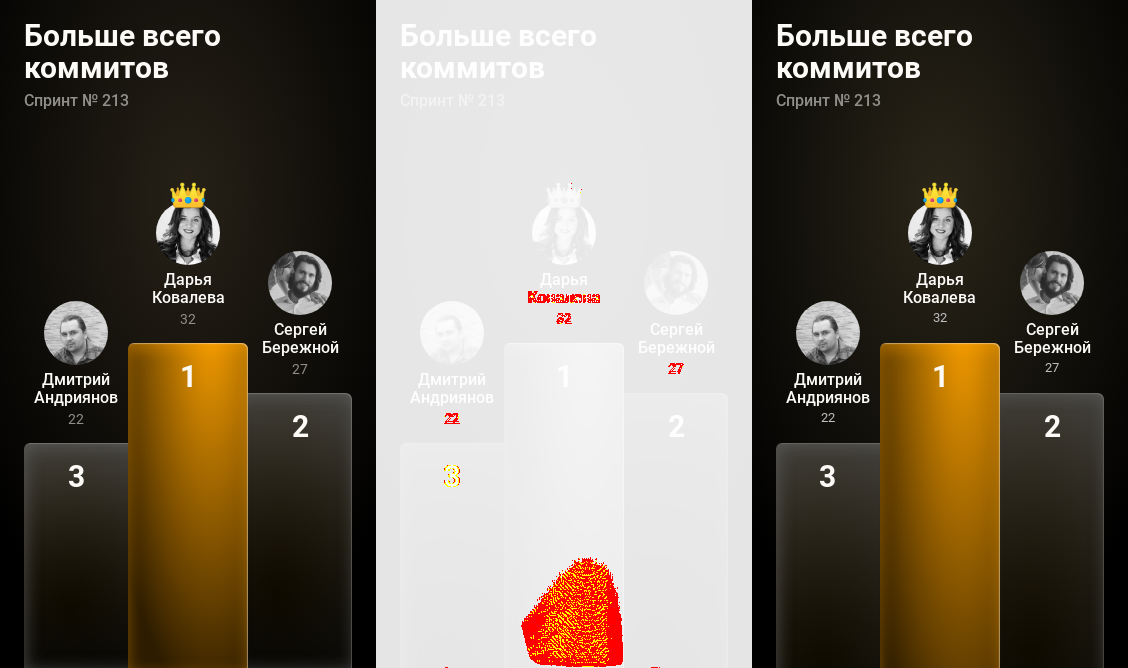 Больше всего
коммитов
Спринт № 213
Дарья
Ковалева
32
Сергей
Бережной
27
Дмитрий
Андриянов
22
1
2
3
Больше всего
коммитов
Спринт № 213
Дарья
Ковалева
32
Сергей
Бережной
27
Дмитрий
Андриянов
22
1
2
3
Больше всего
коммитов
Спринт № 213
Дарья
Ковалева
32
Сергей
Бережной
27
Дмитрий
Андриянов
22
1
2
3